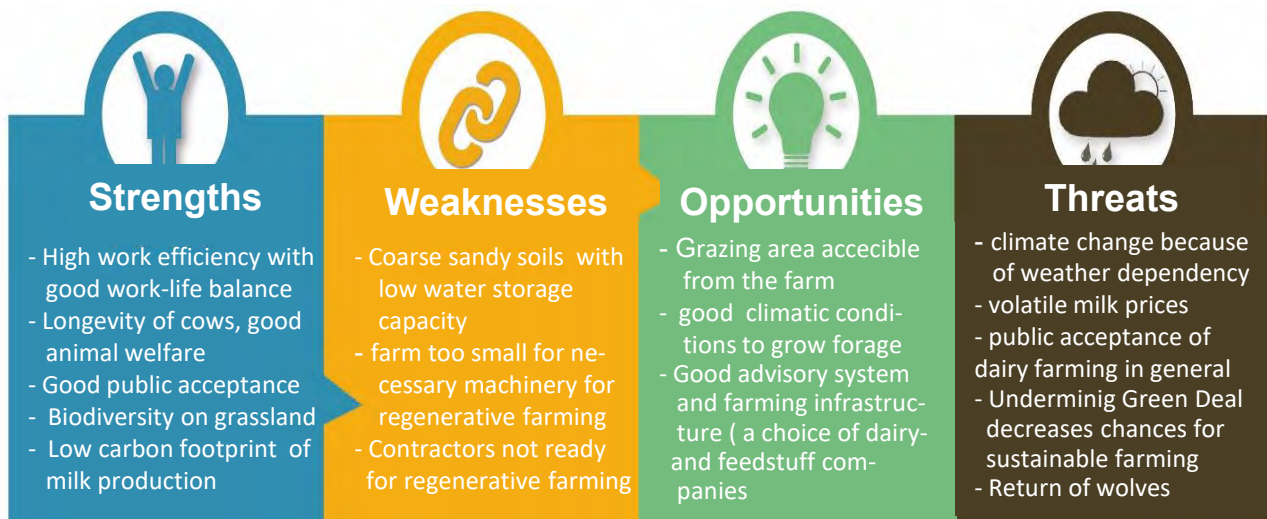 Strengths
- High work efficiency with
good work-life balance
- Longevity of cows, good
animal welfare
- Good public acceptance
- Biodiversity on grassland
- Low carbon footprint of
milk production
Weaknesses
- Coarse sandy soils with
low water storage
capacity
- farm too small for ne-
cessary machinery for
regenerative farming
- Contractors not ready
for regenerative farming
Opportunities
- Grazing area accecible
from the farm
- good climatic condi-
tions to grow forage
- Good advisory system
and farming infrastruc-
ture ( a choice of dairy-
and feedstuff com-
panies
Threats
- climate change because
of weather dependency
- volatile milk prices
- public acceptance of
dairy farming in general
- Underminig Green Deal
decreases chances for
sustainable farming
- Return of wolves